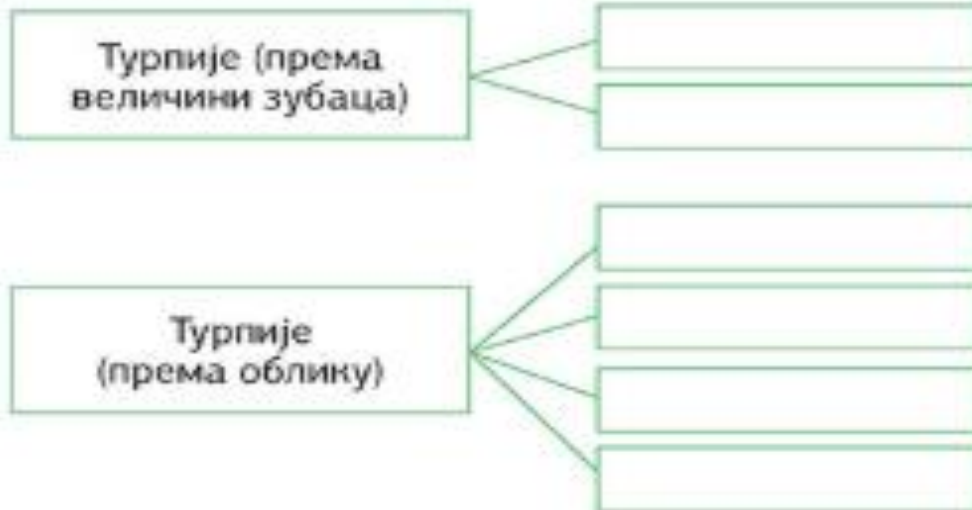 Турпије (према
величини зубаца)
Турпије
(према облику)